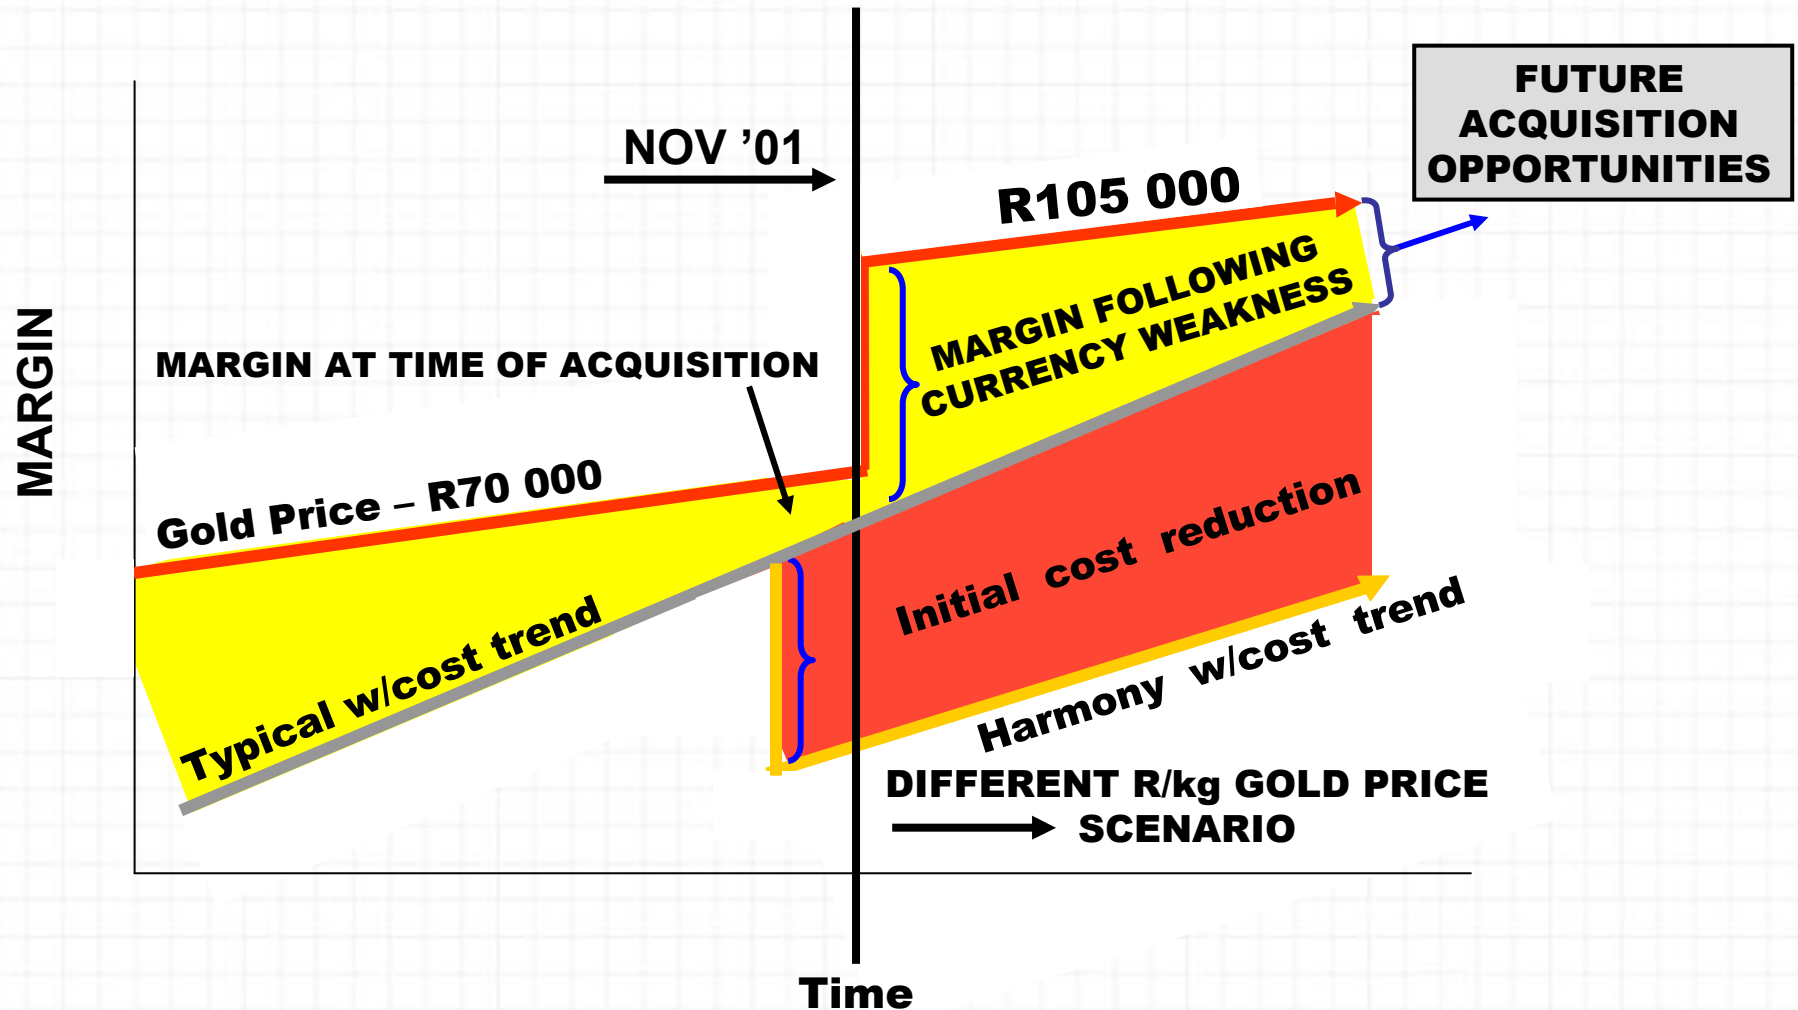 FUTURE
ACQUISITION
OPPORTUNITIES
NOV ’01
R105 000
MARGIN FOLLOWING
CURRENCY WEAKNESS
MARGIN
MARGIN AT TIME OF ACQUISITION
Gold Price – R70 000
Typical w/cost trend
Initial cost reduction
Harmony w/cost trend
DIFFERENT R/kg GOLD PRICE
SCENARIO
Time